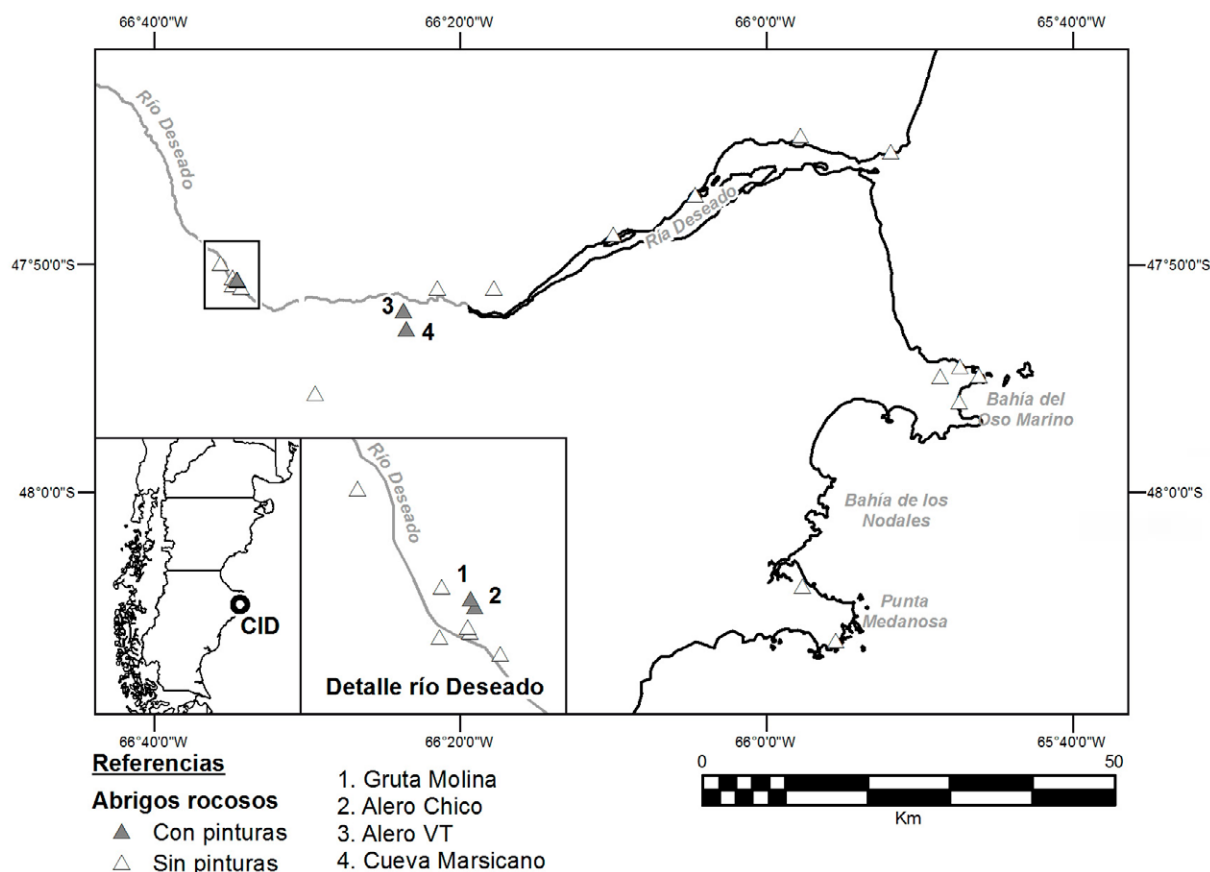 66°40'0"W 66°20'0"W 66°0'0"W 65°40'0"W
Río Deseado
Ría Deseado
47°50'0"S 47°50'0"S
3
4
Bahía del
Oso Marino
48°0'0"S 48°0'0"S
Bahía de los
Nodales
Punta
Medanosa
CID
Río Deseado
1
2
Detalle río Deseado
66°40'0"W 66°20'0"W 66°0'0"W 65°40'0"W
Referencias
Abrigos rocosos
Con pinturas
Sin pinturas
1. Gruta Molina
2. Alero Chico
3. Alero VT
4. Cueva Marsicano
0 50
Km